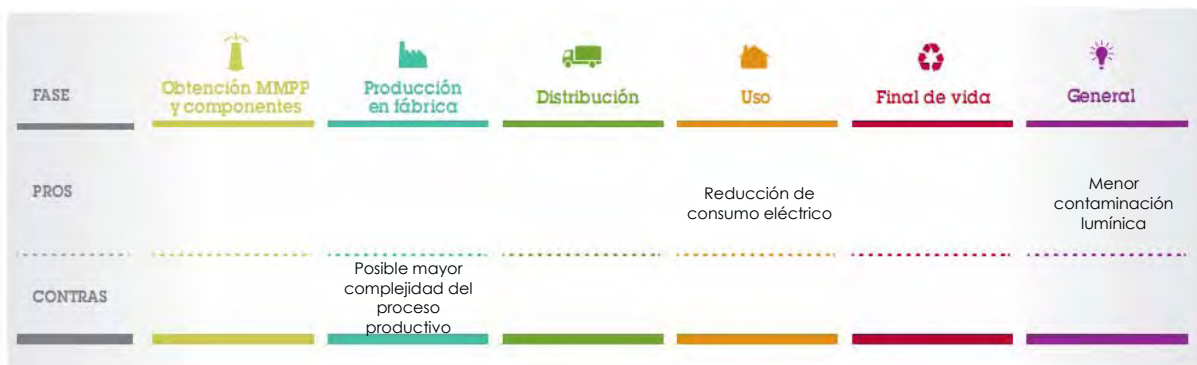 FASE
Obtención MMPP
y componentes
Producción
en fábrica
Distribución
Uso
Final de vida
General
PROS
Reducción de
consumo eléctrico
Menor
contaminación
lumínica
CONTRAS
Posible mayor
complejidad del
proceso
productivo